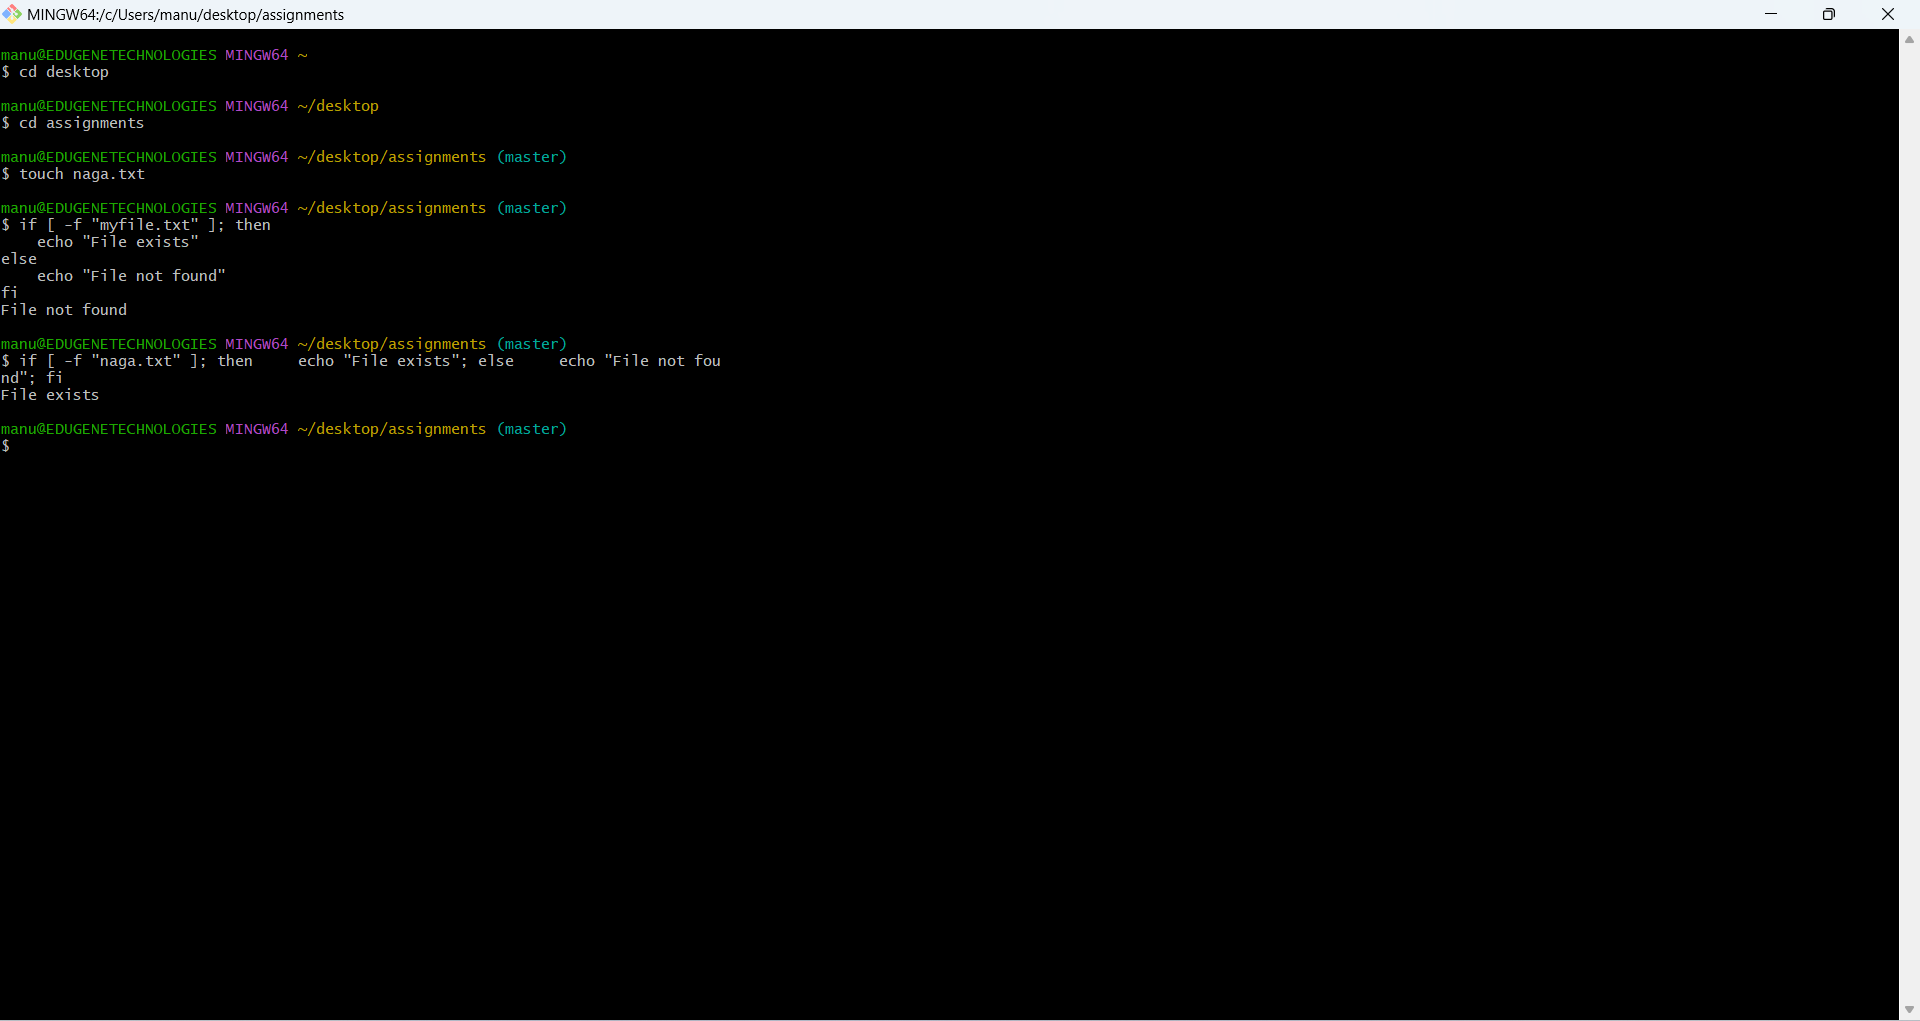 MINGW64:/c/Users/manu/desktop/assignments
manu@EDUGENETECHNOLOGIES MINGW64 ~
$ cd desktop
manu@EDUGENETECHNOLOGIES MINGW64 ~/desktop
$ cd assignments
manu@EDUGENETECHNOLOGIES MINGW64 ~/desktop/assignments (master)
$ touch naga.txt
manu@EDUGENETECHNOLOGIES MINGW64 ~/desktop/assignments (master)
$ if [ -f "myfile.txt" ]; then
    echo "File exists"
else
    echo "File not found"
fi
File not found
manu@EDUGENETECHNOLOGIES MINGW64 ~/desktop/assignments (master)
$ if [ -f "naga.txt" ]; then     echo "File exists"; else     echo "File not fou
nd"; fi
File exists
manu@EDUGENETECHNOLOGIES MINGW64 ~/desktop/assignments (master)
$